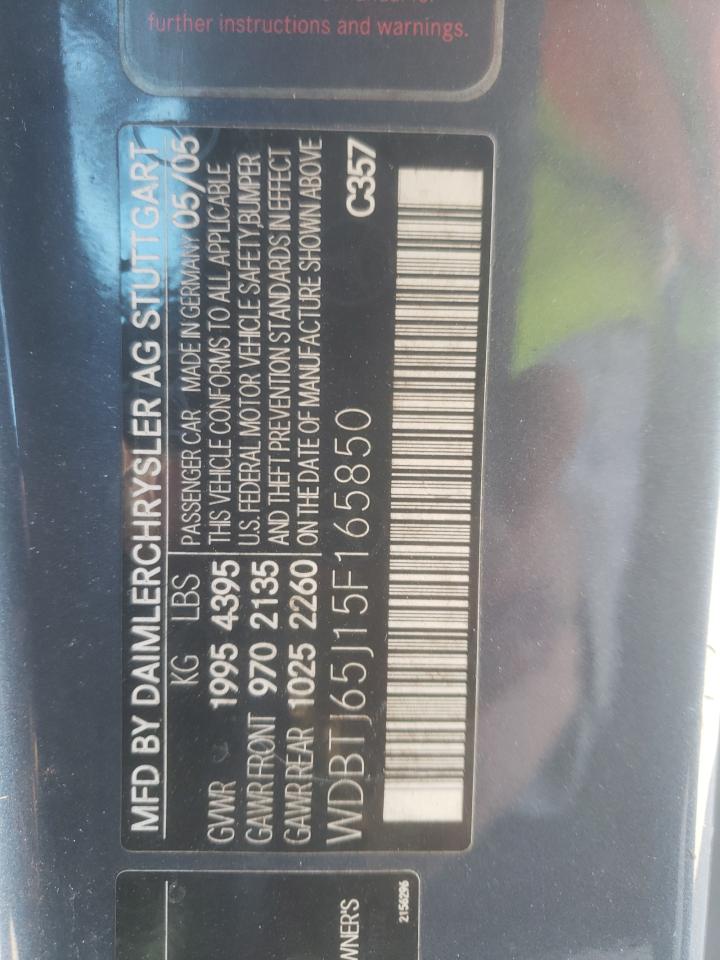 further instructions and warnings.
MFD BY DAIMLERCHRYSLER AG STUTTGART
KG LBS
GVWR 1995 4395
GAWR FRONT 970 2135
GAWR REAR 1025 2260
PASSENGER CAR MADE IN GERMANY 05/05
THIS VEHICLE CONFORMS TO ALL APPLICABLE
U.S. FEDERAL MOTOR VEHICLE SAFETY,BUMPER
AND THEFT PREVENTION STANDARDS IN EFFECT
ON THE DATE OF MANUFACTURE SHOWN ABOVE
WDBTJ65J15F165850
C357
WNER'S
2156296